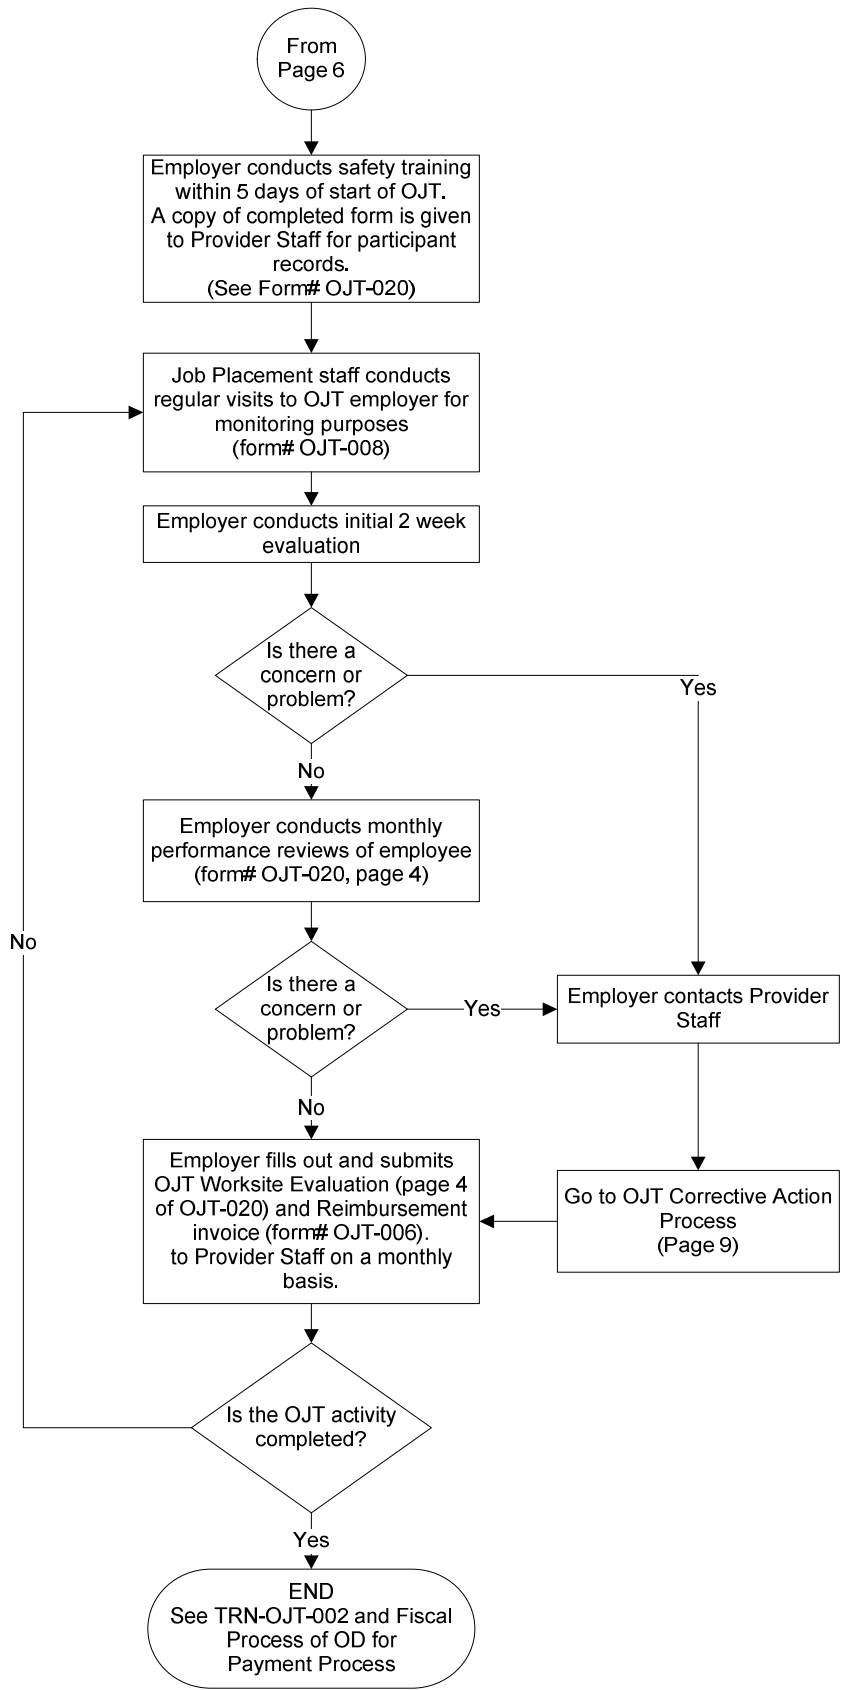 From
Page 6
Employer conducts safety training
within 5 days of start of OJT.
A copy of completed form is given
to Provider Staff for participant
records.
(See Form# OJT-020)
Job Placement staff conducts
regular visits to OJT employer for
monitoring purposes
(form# OJT-008)
Employer conducts initial 2 week
evaluation
Is there a
concern or
problem?
Yes
No
Employer conducts monthly
performance reviews of employee
(form# OJT-020, page 4)
No
Is there a
concern or
problem?
Yes
Employer contacts Provider
Staff
No
Employer fills out and submits
OJT Worksite Evaluation (page 4
of OJT-020) and Reimbursement
invoice (form# OJT-006).
to Provider Staff on a monthly
basis.
Go to OJT Corrective Action
Process
(Page 9)
Is the OJT activity
completed?
Yes
END
See TRN-OJT-002 and Fiscal
Process of OD for
Payment Process